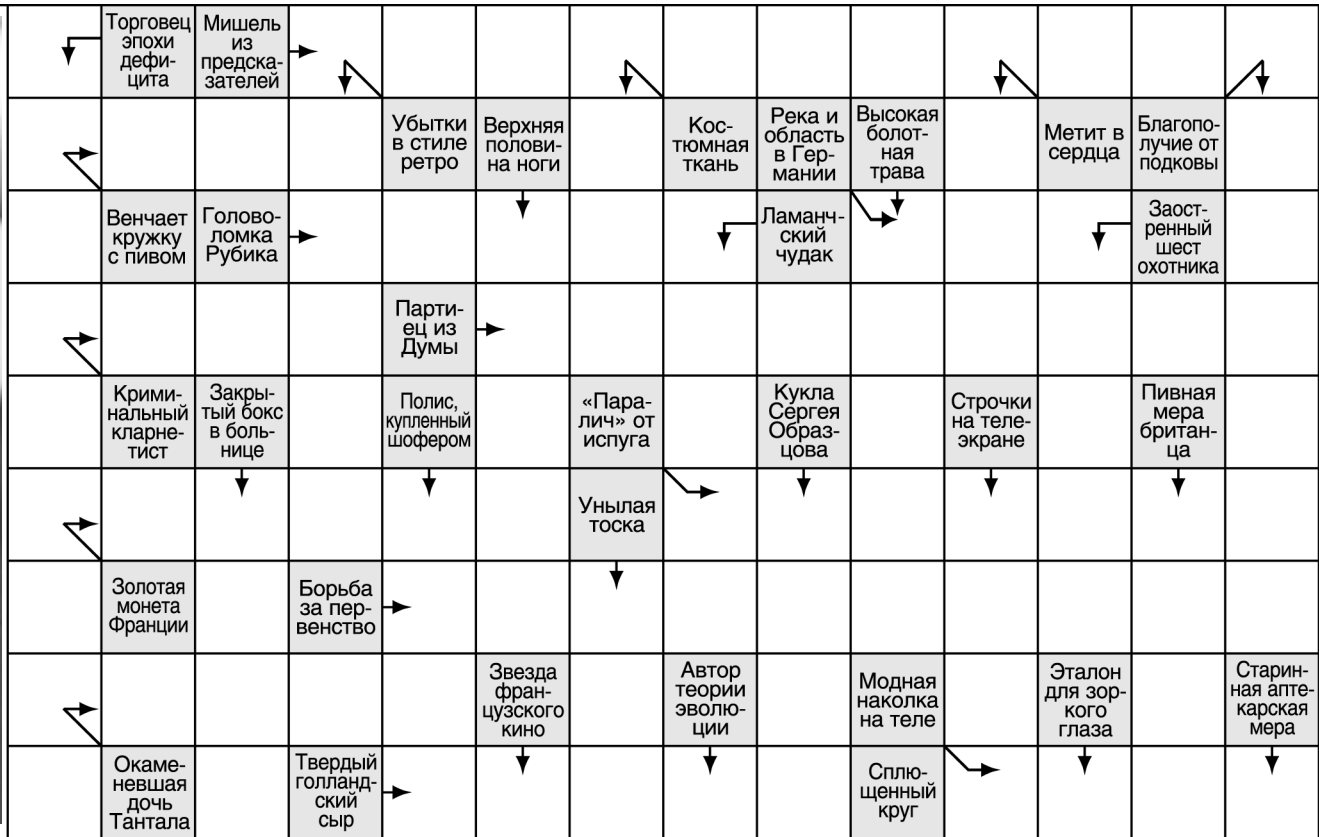 Торговец
эпохи
дефи-
цита
Мишель
из
предска-
зателей
Убытки
в стиле
ретро
Верхняя
полови-
на ноги
Кос-
тюмная
ткань
Река и
область
в Гер-
мании
Высокая
болот-
ная
трава
Метит в
сердца
Благопо-
лучие от
подковы
Венчает
кружку
с пивом
Голово-
ломка
Рубика
Ламанч-
ский
чудак
Заост-
ренный
шест
охотника
Парти-
ец из
Думы
Крими-
нальный
кларне-
тист
Закры-
тый бокс
в боль-
нице
Полис,
купленный
шофером
«Пара-
лич» от
испуга
Кукла
Сергея
Образ-
цова
Строчки
на теле-
экране
Пивная
мера
британ-
ца
Унылая
тоска
Золотая
монета
Франции
Борьба
за пер-
венство
Звезда
фран-
цузского
кино
Автор
теории
эволю-
ции
Модная
наколка
на теле
Эталон
для зор-
кого
глаза
Старин-
ная апте-
карская
мера
Окаме-
невшая
дочь
Тантала
Твердый
голланд-
ский
сыр
Сплю-
щенный
круг